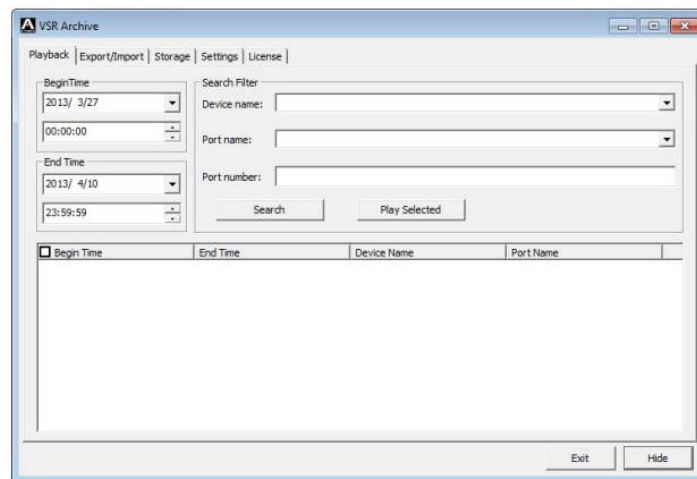 VSR Archive
Playback Export/Import Storage Settings License
BeginTime
2013/ 3/27
00:00:00
End Time
2013/ 4/10
23:59:59
Search Filter
Device name:
Port name:
Port number:
Search Play Selected
Begin Time End Time Device Name Port Name
Exit Hide